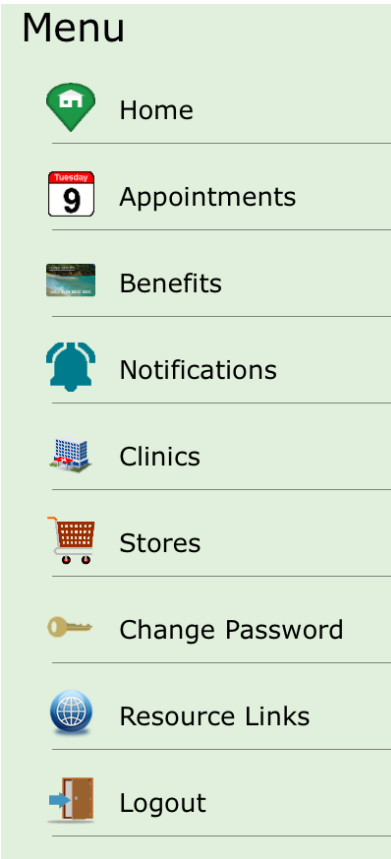 Menu
Home
Tuesday
9
Appointments
Benefits
Notifications
Clinics
Stores
Change Password
Resource Links
Logout